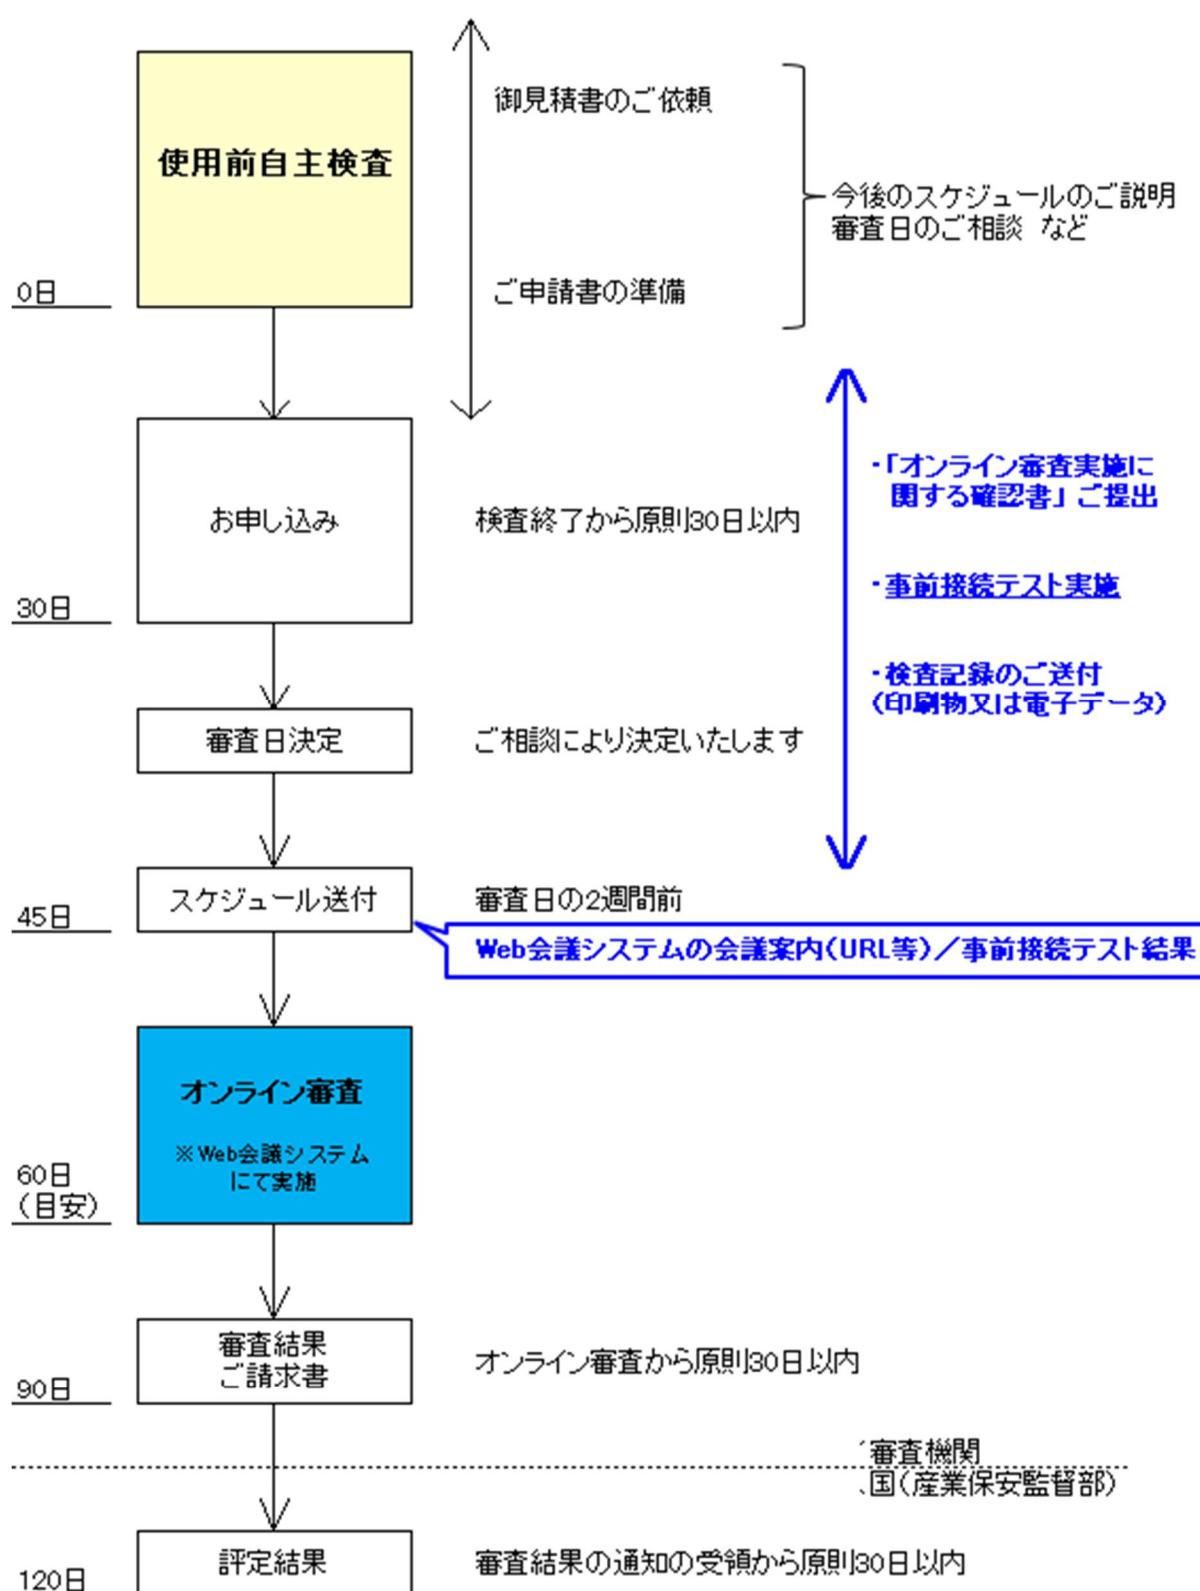 御見積書のご依頼
使用前自主検査
今後のスケジュールのご説明
審査日のご相談 など
0日
ご申請書の準備
・「オンライン審査実施に
関する確認書」ご提出
お申し込み
検査終了から原則30日以内
・事前接続テスト実施
30日
・検査記録のご送付
（印刷物又は電子データ）
審査日決定
ご相談により決定いたします
スケジュール送付
審査日の2週間前
45日
Web会議システムの会議案内（URL等）／事前接続テスト結果
オンライン審査
※Web会議システム
にて実施
60日
（目安）
審査結果
ご請求書
オンライン審査から原則30日以内
90日
審査機関
国（産業保安監督部）
評定結果
審査結果の通知の受領から原則30日以内
120日